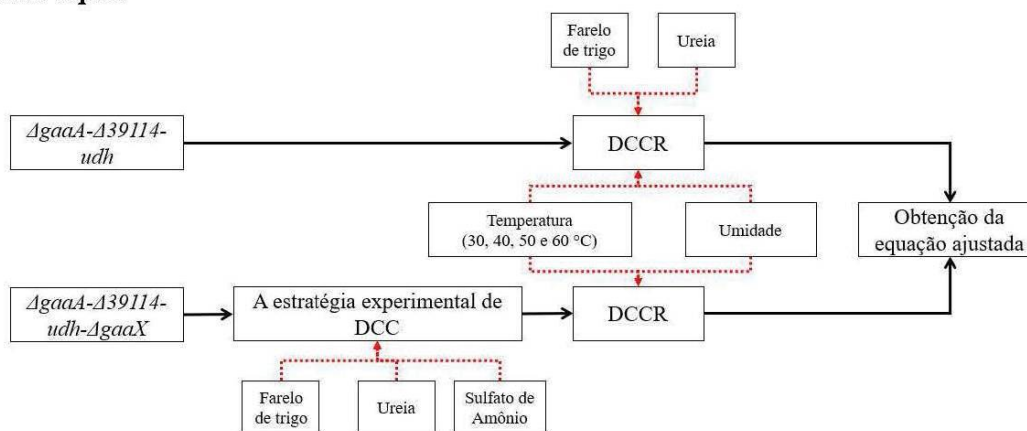 Farelo
de trigo
Ureia
ΔgaaA-Δ39114-
udh
DCCR
Temperatura
(30, 40, 50 e 60 °C)
Umidade
Obtenção da
equação ajustada
ΔgaaA-Δ39114-
udh-ΔgaaX
A estratégia experimental de
DCC
DCCR
Farelo
de trigo
Ureia
Sulfato de
Amônio